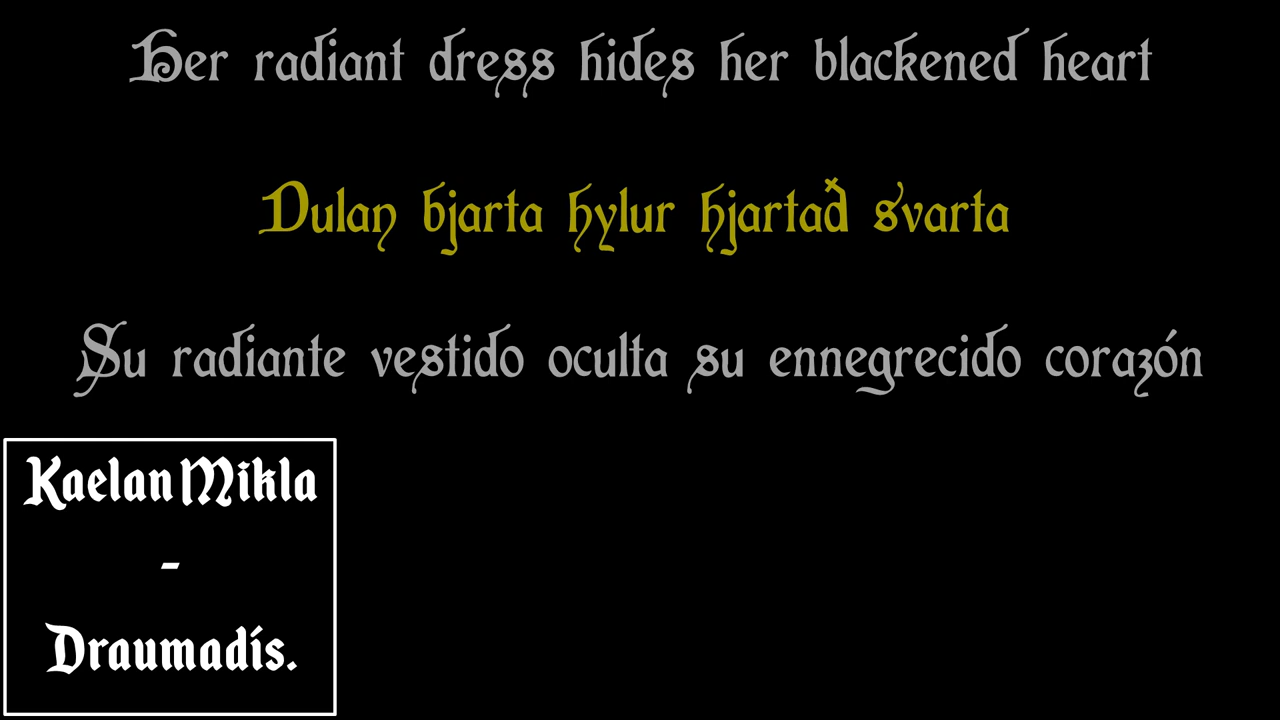 Her radiant dress hides her blackened heart
Dulan bjarta hylur hjartað svarta
Su radiante vestido oculta su ennegrecido corazón
Kaelan Mikla
-
Draumadís.